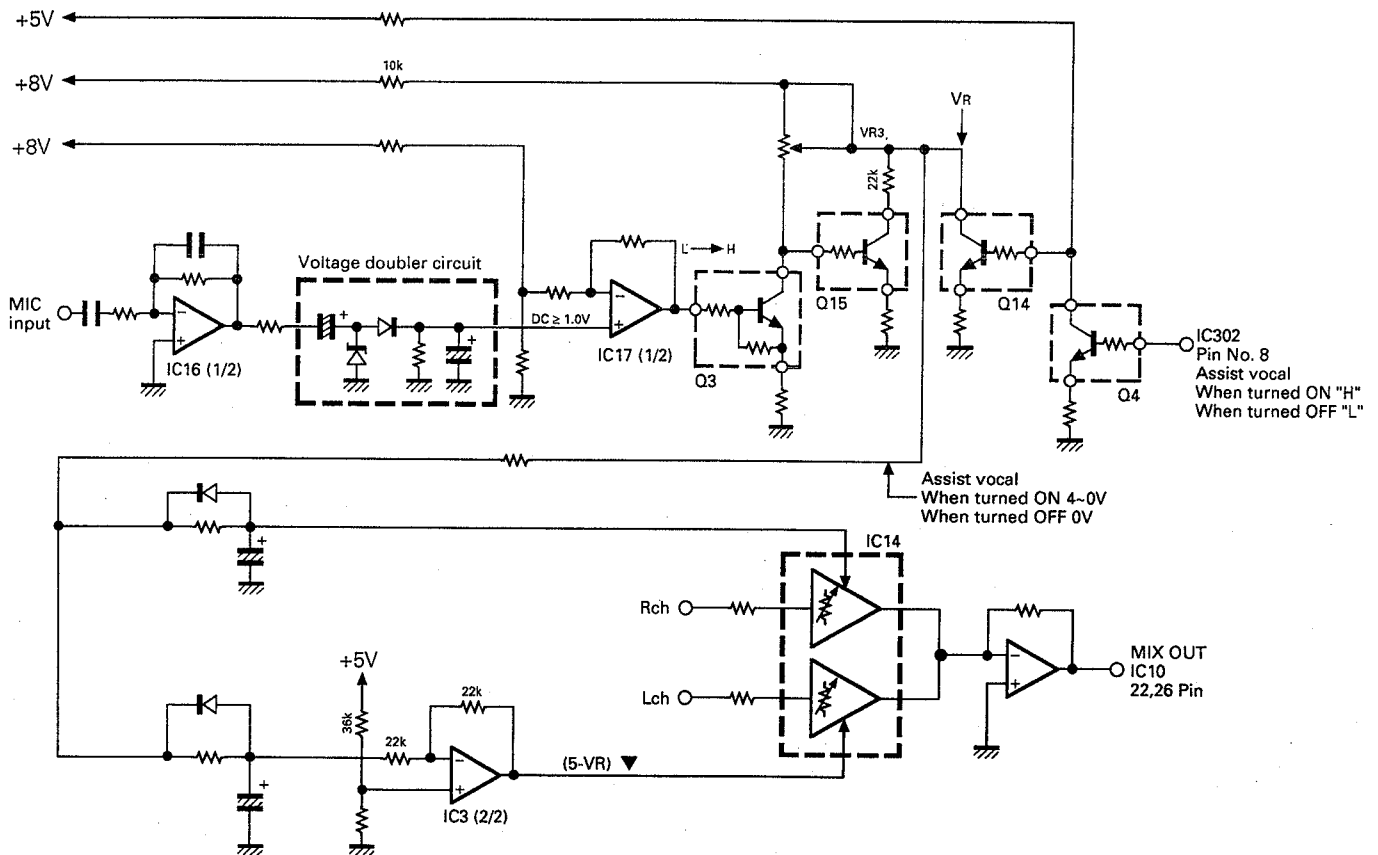 +5V
+8V
10k
+8V
VR
VR3,
22k
L → H
Voltage doubler circuit
MIC
input
DC ≥ 1.0V
IC16 (1/2)
IC17 (1/2)
Q3
Q15
Q14
Q4
IC302
Pin No. 8
Assist vocal
When turned ON "H"
When turned OFF "L"
Assist vocal
When turned ON 4~0V
When turned OFF 0V
IC14
Rch
Lch
+5V
36k
22k
22k
(5-VR) ▼
IC3 (2/2)
MIX OUT
IC10
22,26 Pin